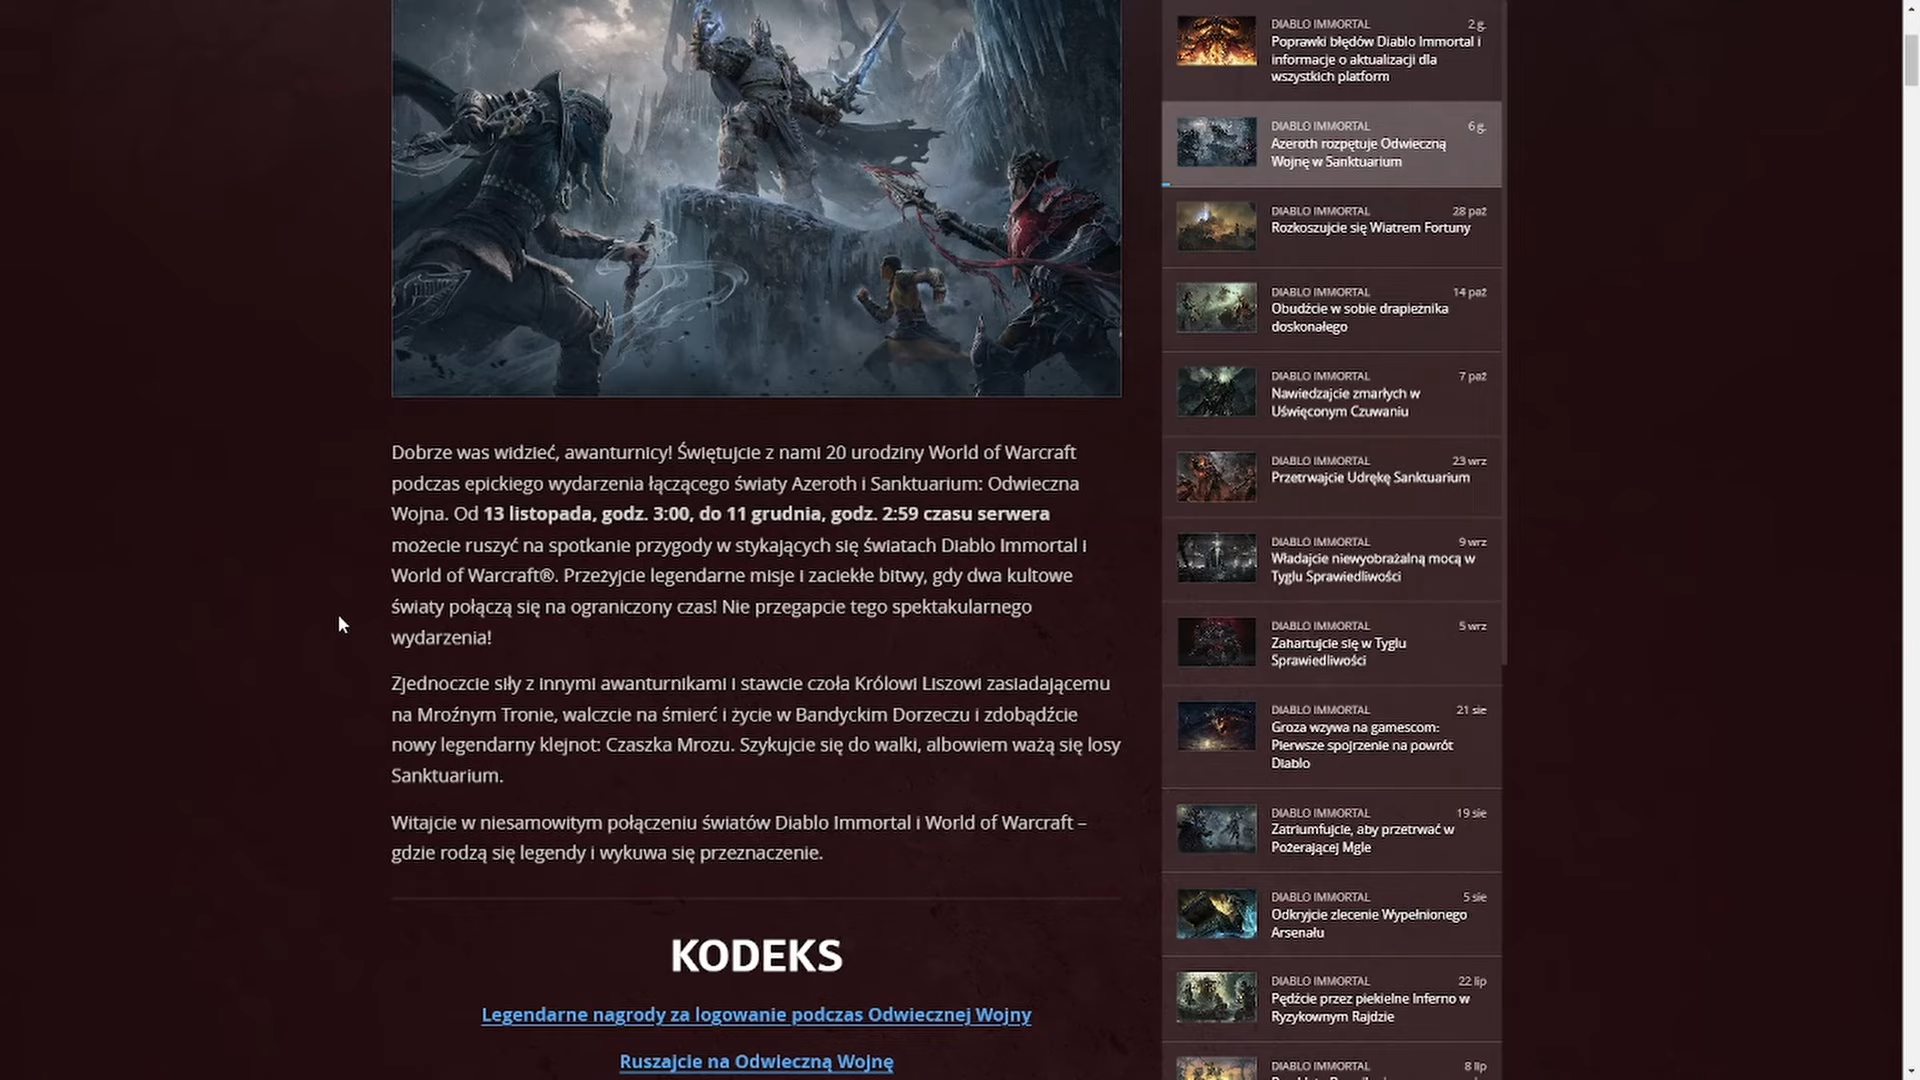 Dobrze was widzieć, awanturnicy! Świętujcie z nami 20 urodziny World of Warcraft
podczas epickiego wydarzenia łączącego światy Azeroth i Sanktuarium: Odwieczna
Wojna. Od 13 listopada, godz. 3:00, do 11 grudnia, godz. 2:59 czasu serwera
możecie ruszyć na spotkanie przygody w stykających się światach Diablo Immortal i
World of Warcraft®. Przeżyjcie legendarne misje i zaciekłe bitwy, gdy dwa kultowe
światy połączą się na ograniczony czas! Nie przegapcie tego spektakularnego
wydarzenia!
Zjednoczcie siły z innymi awanturnikami i stawcie czoła Królowi Liszowi zasiadającemu
na Mroźnym Tronie, walczcie na śmierć i życie w Bandyckim Dorzeczu i zdobądźcie
nowy legendarny klejnot: Czaszka Mrozu. Szykujcie się do walki, albowiem ważą się losy
Sanktuarium.
Witajcie w niesamowitym połączeniu światów Diablo Immortal i World of Warcraft –
gdzie rodzą się legendy i wykuwa się przeznaczenie.
KODEKS
Legendarne nagrody za logowanie podczas Odwiecznej Wojny
Ruszajcie na Odwieczną Wojnę
DIABLO IMMORTAL 2 g.
Poprawki błędów Diablo Immortal i
informacje o aktualizacji dla
wszystkich platform
DIABLO IMMORTAL 6 g.
Azeroth rozpętuje Odwieczną
Wojnę w Sanktuarium
DIABLO IMMORTAL 28 paź
Rozkoszujcie się Wiatrem Fortuny
DIABLO IMMORTAL 14 paź
Obudźcie w sobie drapieżnika
doskonałego
DIABLO IMMORTAL 7 paź
Nawiedzajcie zmarłych w
Uświęconym Czuwaniu
DIABLO IMMORTAL 23 wrz
Przetrwajcie Udrękę Sanktuarium
DIABLO IMMORTAL 9 wrz
Władajcie niewyobrażalną mocą w
Tyglu Sprawiedliwości
DIABLO IMMORTAL 5 wrz
Zahartujcie się w Tyglu
Sprawiedliwości
DIABLO IMMORTAL 21 sie
Groza wzywa na gamescom:
Pierwsze spojrzenie na powrót
Diablo
DIABLO IMMORTAL 19 sie
Zatriumfujcie, aby przetrwać w
Pożerającej Mgle
DIABLO IMMORTAL 5 sie
Odkryjcie zlecenie Wypełnionego
Arsenału
DIABLO IMMORTAL 22 lip
Pędźcie przez piekielne Inferno w
Ryzykownym Rajdzie
DIABLO IMMORTAL 8 lip